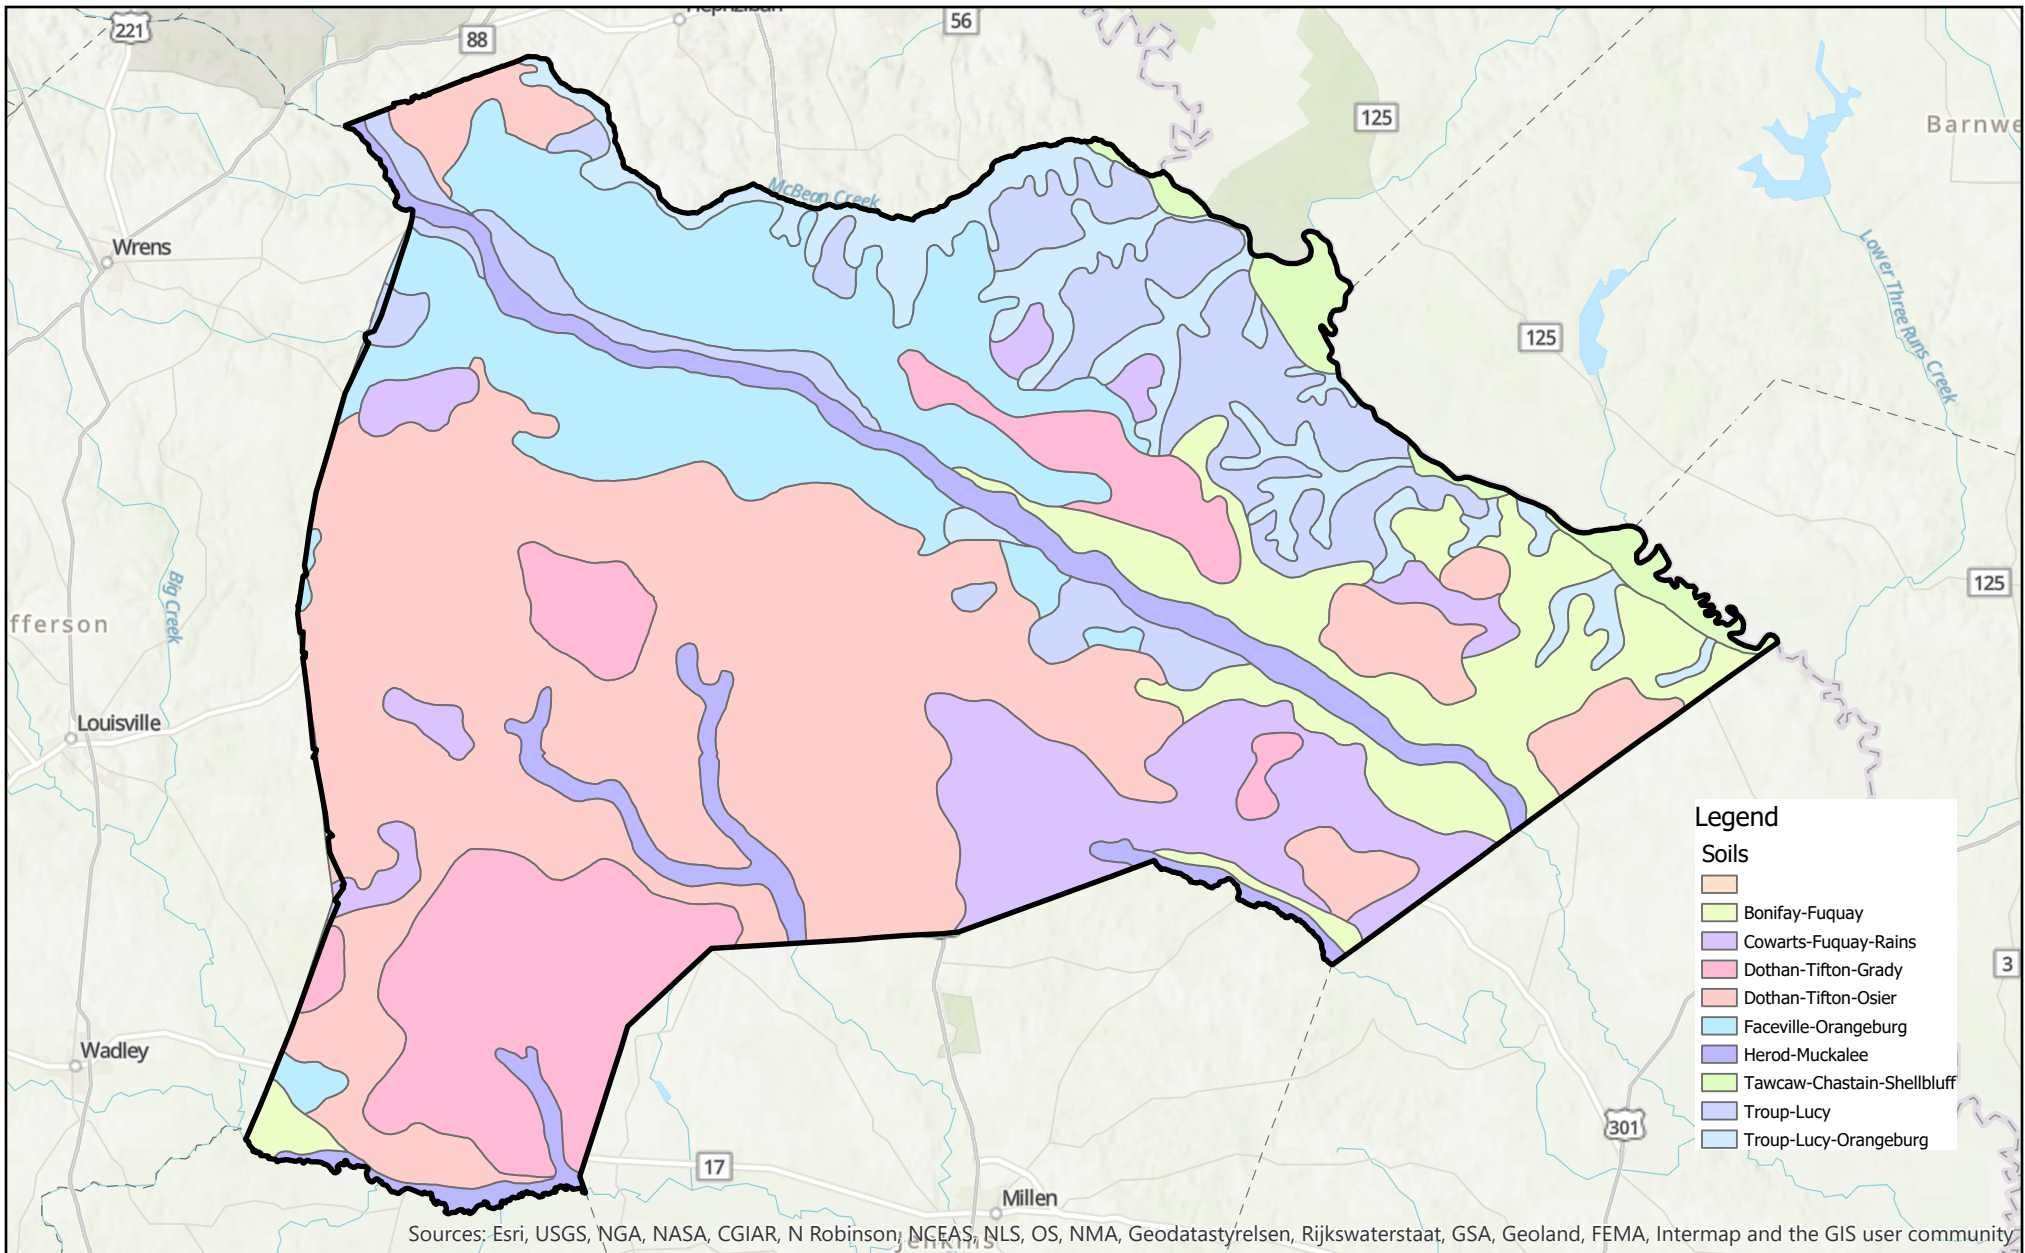 Hephzibah
221
88
56
125
Barnwe
McBean Creek
Wrens
Lower Three Runs Creek
125
Big Creek
fferson
125
Louisville
Legend
Soils
Bonifay-Fuquay
Cowarts-Fuquay-Rains
Dothan-Tifton-Grady
Dothan-Tifton-Osier
Faceville-Orangeburg
Herod-Muckalee
Tawcaw-Chastain-Shellbluff
Troup-Lucy
Troup-Lucy-Orangeburg
3
Wadley
301
17
Millen
Jenkins
Sources: Esri, USGS, NGA, NASA, CGIAR, N Robinson, NCEAS, NLS, OS, NMA, Geodatastyrelsen, Rijkswaterstaat, GSA, Geoland, FEMA, Intermap and the GIS user community